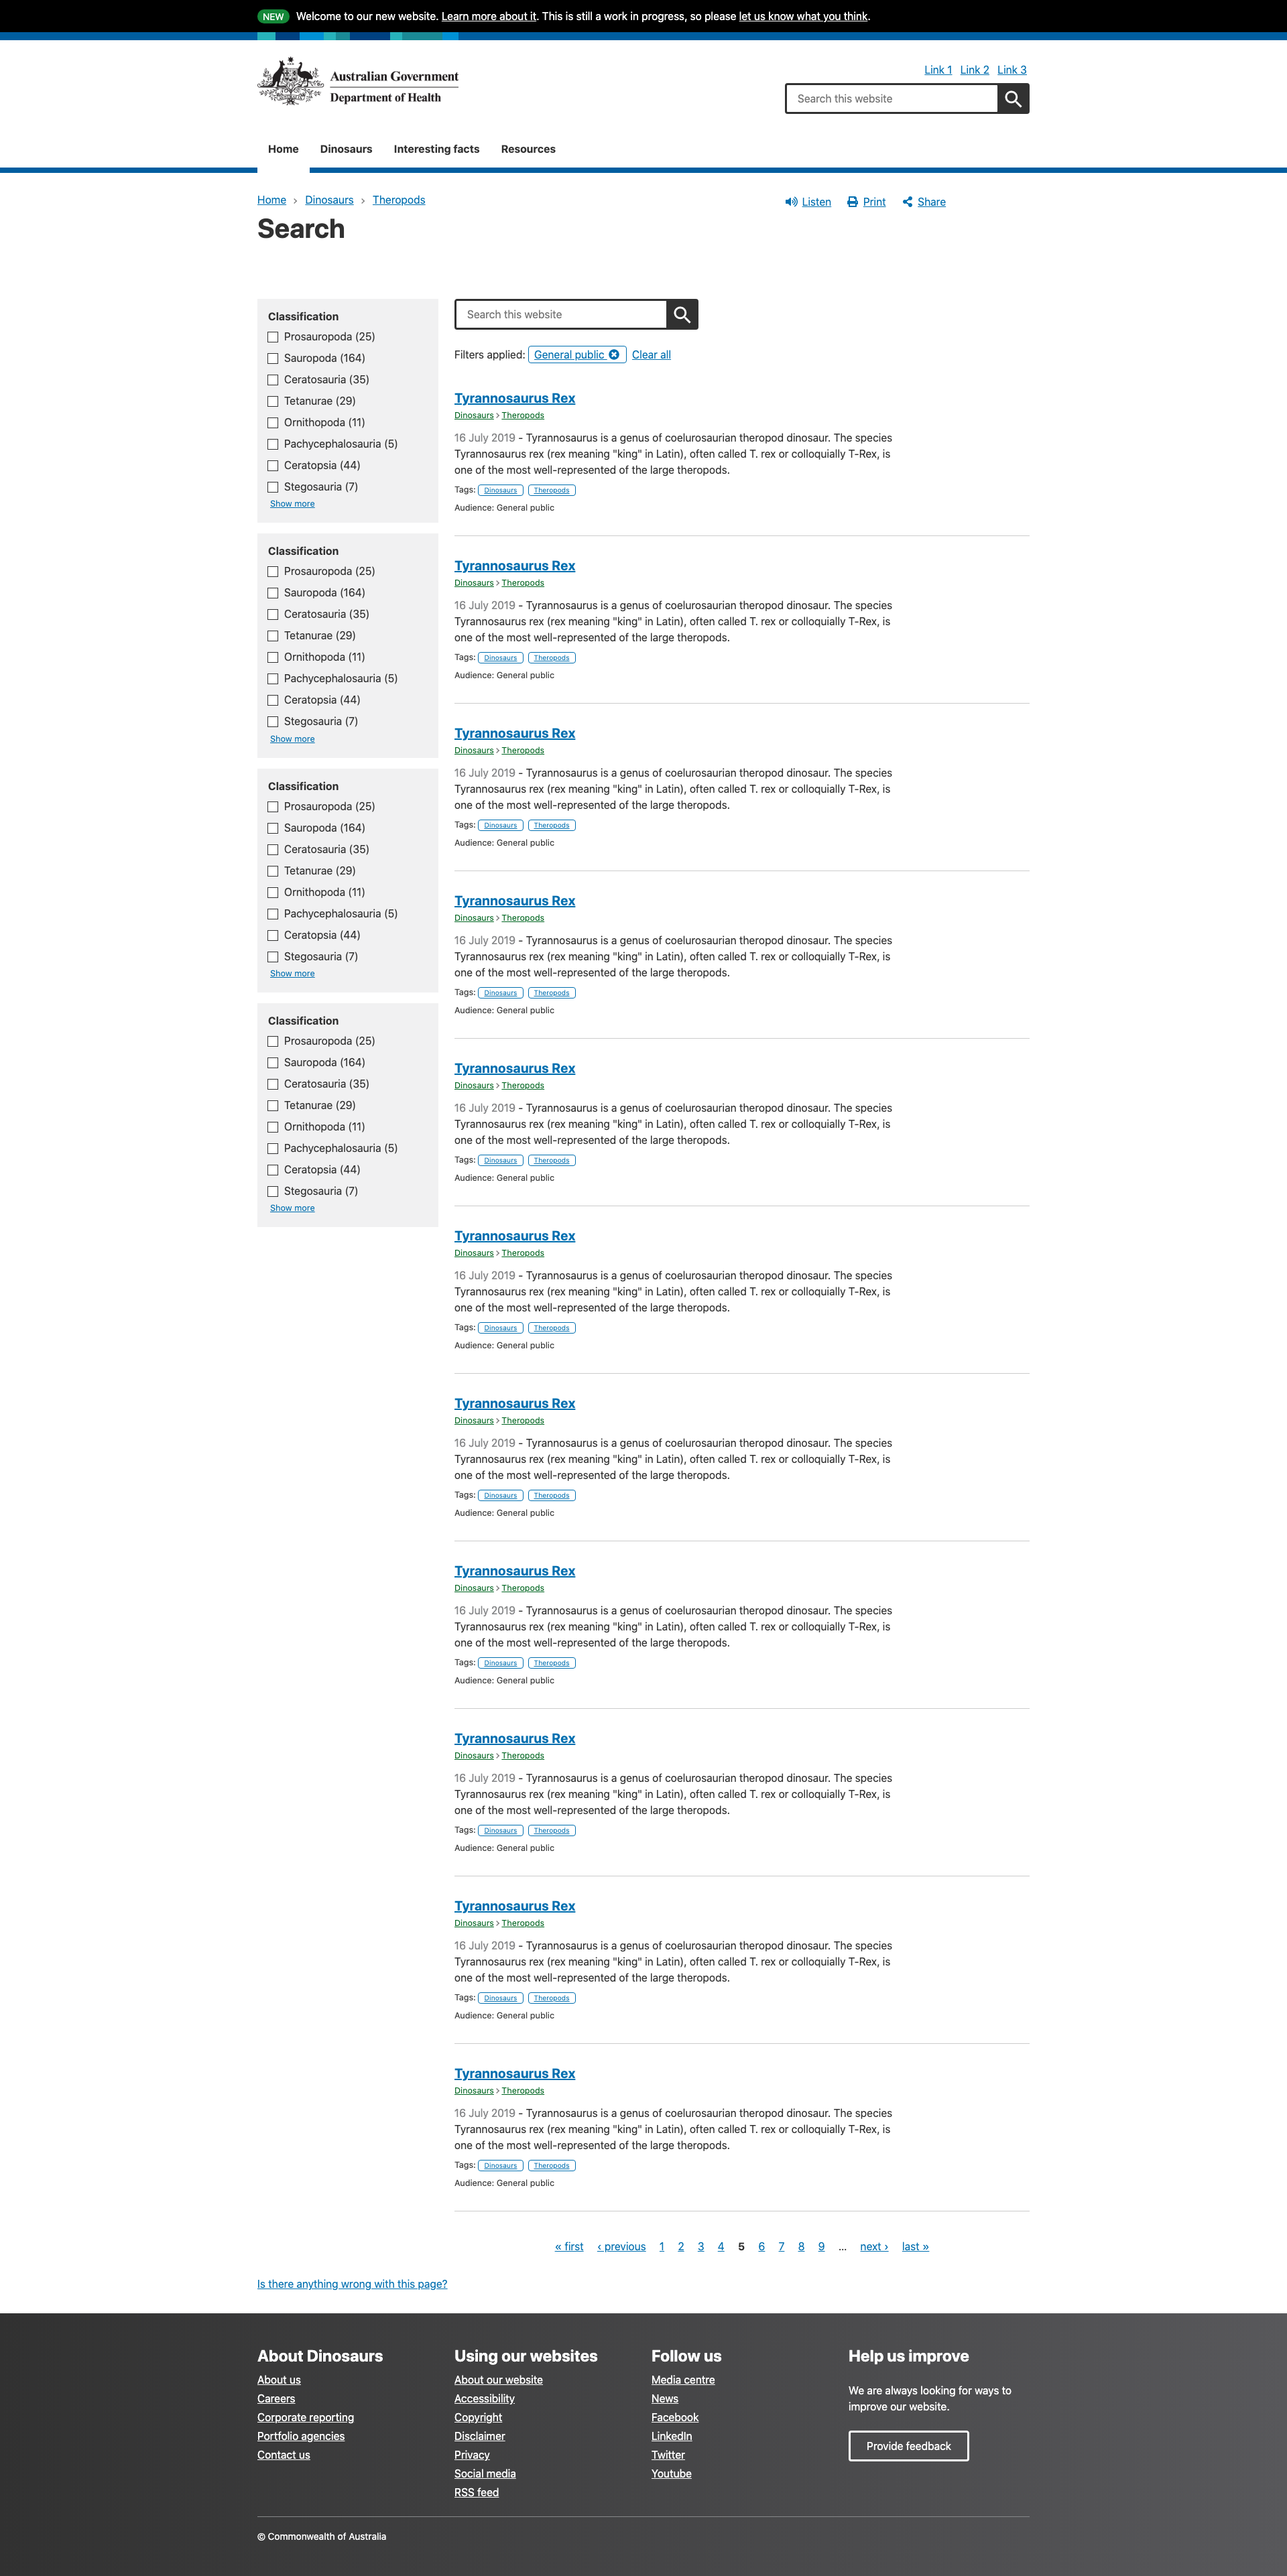 NEW Welcome to our new website. Learn more about it. This is still a work in progress, so please let us know what you think.
Australian Government
Department of Health
Link 1 Link 2 Link 3
Search this website
Home Dinosaurs Interesting facts Resources
Home › Dinosaurs › Theropods
Listen Print Share
Search
Classification
Prosauropoda (25)
Sauropoda (164)
Ceratosauria (35)
Tetanurae (29)
Ornithopoda (11)
Pachycephalosauria (5)
Ceratopsia (44)
Stegosauria (7)
Show more
Classification
Prosauropoda (25)
Sauropoda (164)
Ceratosauria (35)
Tetanurae (29)
Ornithopoda (11)
Pachycephalosauria (5)
Ceratopsia (44)
Stegosauria (7)
Show more
Classification
Prosauropoda (25)
Sauropoda (164)
Ceratosauria (35)
Tetanurae (29)
Ornithopoda (11)
Pachycephalosauria (5)
Ceratopsia (44)
Stegosauria (7)
Show more
Classification
Prosauropoda (25)
Sauropoda (164)
Ceratosauria (35)
Tetanurae (29)
Ornithopoda (11)
Pachycephalosauria (5)
Ceratopsia (44)
Stegosauria (7)
Show more
Search this website
Filters applied: General public Clear all
Tyrannosaurus Rex
Dinosaurs › Theropods
16 July 2019 - Tyrannosaurus is a genus of coelurosaurian theropod dinosaur. The species
Tyrannosaurus rex (rex meaning "king" in Latin), often called T. rex or colloquially T-Rex, is
one of the most well-represented of the large theropods.
Tags: Dinosaurs Theropods
Audience: General public
Tyrannosaurus Rex
Dinosaurs › Theropods
16 July 2019 - Tyrannosaurus is a genus of coelurosaurian theropod dinosaur. The species
Tyrannosaurus rex (rex meaning "king" in Latin), often called T. rex or colloquially T-Rex, is
one of the most well-represented of the large theropods.
Tags: Dinosaurs Theropods
Audience: General public
Tyrannosaurus Rex
Dinosaurs › Theropods
16 July 2019 - Tyrannosaurus is a genus of coelurosaurian theropod dinosaur. The species
Tyrannosaurus rex (rex meaning "king" in Latin), often called T. rex or colloquially T-Rex, is
one of the most well-represented of the large theropods.
Tags: Dinosaurs Theropods
Audience: General public
Tyrannosaurus Rex
Dinosaurs › Theropods
16 July 2019 - Tyrannosaurus is a genus of coelurosaurian theropod dinosaur. The species
Tyrannosaurus rex (rex meaning "king" in Latin), often called T. rex or colloquially T-Rex, is
one of the most well-represented of the large theropods.
Tags: Dinosaurs Theropods
Audience: General public
Tyrannosaurus Rex
Dinosaurs › Theropods
16 July 2019 - Tyrannosaurus is a genus of coelurosaurian theropod dinosaur. The species
Tyrannosaurus rex (rex meaning "king" in Latin), often called T. rex or colloquially T-Rex, is
one of the most well-represented of the large theropods.
Tags: Dinosaurs Theropods
Audience: General public
Tyrannosaurus Rex
Dinosaurs › Theropods
16 July 2019 - Tyrannosaurus is a genus of coelurosaurian theropod dinosaur. The species
Tyrannosaurus rex (rex meaning "king" in Latin), often called T. rex or colloquially T-Rex, is
one of the most well-represented of the large theropods.
Tags: Dinosaurs Theropods
Audience: General public
Tyrannosaurus Rex
Dinosaurs › Theropods
16 July 2019 - Tyrannosaurus is a genus of coelurosaurian theropod dinosaur. The species
Tyrannosaurus rex (rex meaning "king" in Latin), often called T. rex or colloquially T-Rex, is
one of the most well-represented of the large theropods.
Tags: Dinosaurs Theropods
Audience: General public
Tyrannosaurus Rex
Dinosaurs › Theropods
16 July 2019 - Tyrannosaurus is a genus of coelurosaurian theropod dinosaur. The species
Tyrannosaurus rex (rex meaning "king" in Latin), often called T. rex or colloquially T-Rex, is
one of the most well-represented of the large theropods.
Tags: Dinosaurs Theropods
Audience: General public
Tyrannosaurus Rex
Dinosaurs › Theropods
16 July 2019 - Tyrannosaurus is a genus of coelurosaurian theropod dinosaur. The species
Tyrannosaurus rex (rex meaning "king" in Latin), often called T. rex or colloquially T-Rex, is
one of the most well-represented of the large theropods.
Tags: Dinosaurs Theropods
Audience: General public
Tyrannosaurus Rex
Dinosaurs › Theropods
16 July 2019 - Tyrannosaurus is a genus of coelurosaurian theropod dinosaur. The species
Tyrannosaurus rex (rex meaning "king" in Latin), often called T. rex or colloquially T-Rex, is
one of the most well-represented of the large theropods.
Tags: Dinosaurs Theropods
Audience: General public
Tyrannosaurus Rex
Dinosaurs › Theropods
16 July 2019 - Tyrannosaurus is a genus of coelurosaurian theropod dinosaur. The species
Tyrannosaurus rex (rex meaning "king" in Latin), often called T. rex or colloquially T-Rex, is
one of the most well-represented of the large theropods.
Tags: Dinosaurs Theropods
Audience: General public
« first ‹ previous 1 2 3 4 5 6 7 8 9 … next › last »
Is there anything wrong with this page?
About Dinosaurs
About us
Careers
Corporate reporting
Portfolio agencies
Contact us
Using our websites
About our website
Accessibility
Copyright
Disclaimer
Privacy
Social media
RSS feed
Follow us
Media centre
News
Facebook
LinkedIn
Twitter
Youtube
Help us improve
We are always looking for ways to
improve our website.
Provide feedback
© Commonwealth of Australia